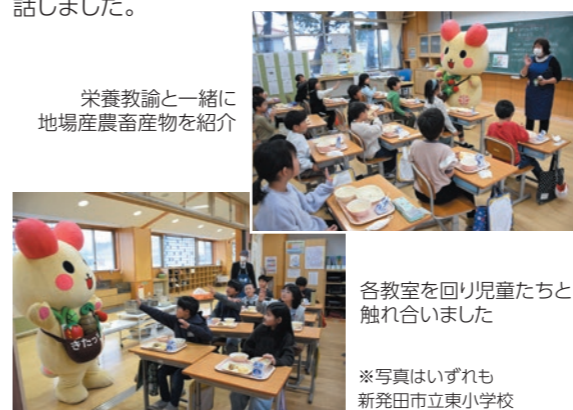 話しました。
栄養教諭と一緒に
地場産農畜産物を紹介
きたっ
各教室を回り児童たちと
触れ合いました
※写真はいずれも
新発田市立東小学校